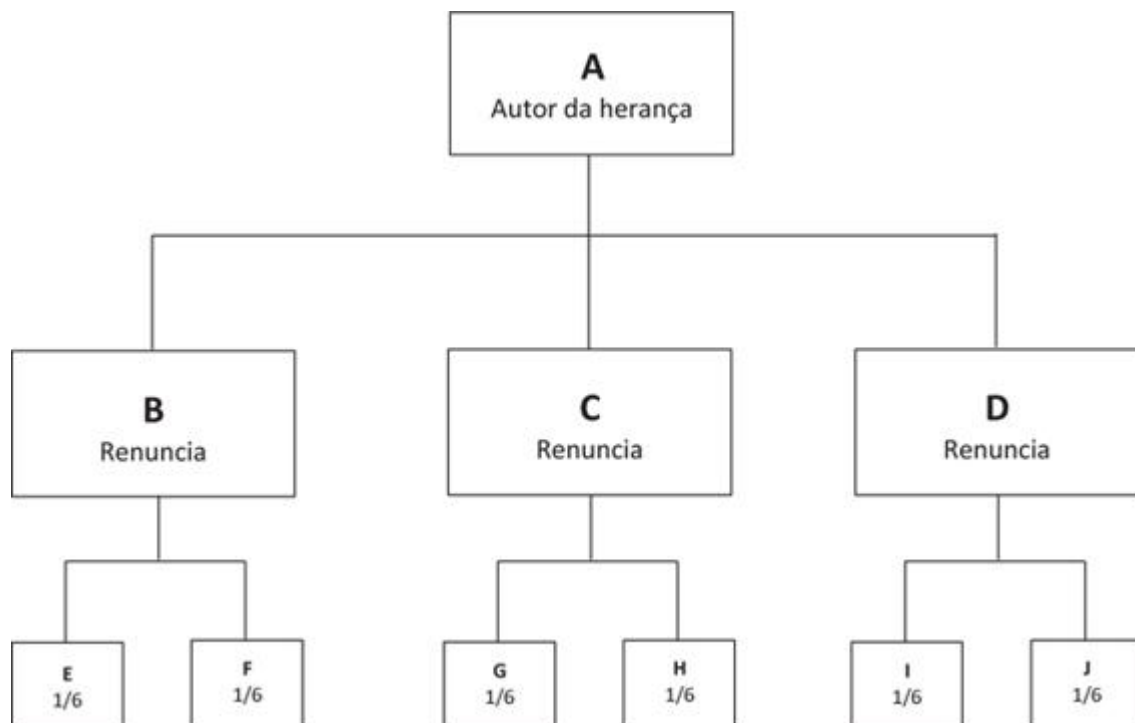 A
Autor da herança
B
Renuncia
C
Renuncia
D
Renuncia
E
1/6
F
1/6
G
1/6
H
1/6
I
1/6
J
1/6